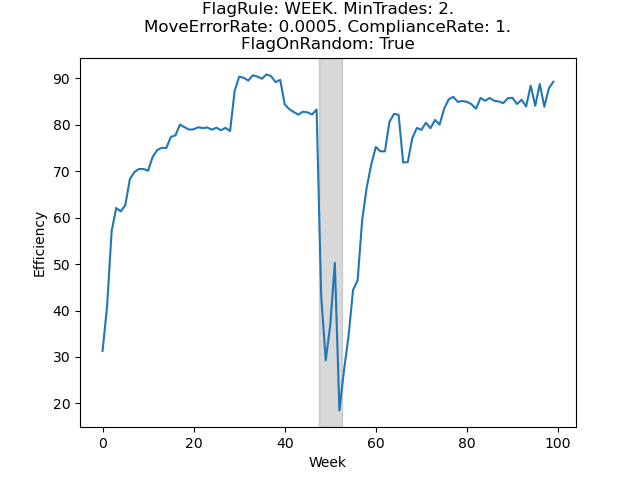 FlagRule: WEEK. MinTrades: 2.
MoveErrorRate: 0.0005. ComplianceRate: 1.
FlagOnRandom: True
90
80
70
60
50
40
30
20
Efficiency
0 20 40 60 80 100
Week